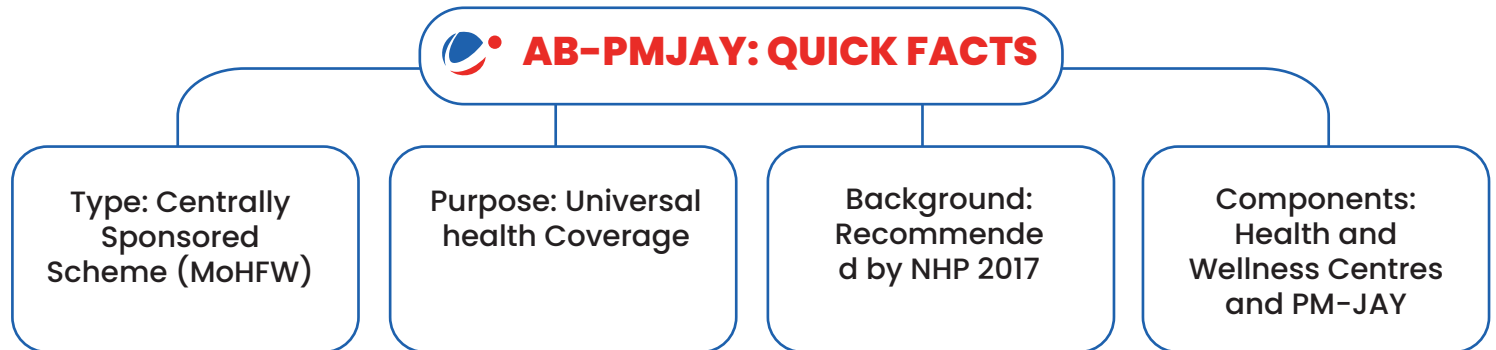 AB-PMJAY: QUICK FACTS
Type: Centrally
Sponsored
Scheme (MoHFW)
Purpose: Universal
health Coverage
Background:
Recommende
d by NHP 2017
Components:
Health and
Wellness Centres
and PM-JAY